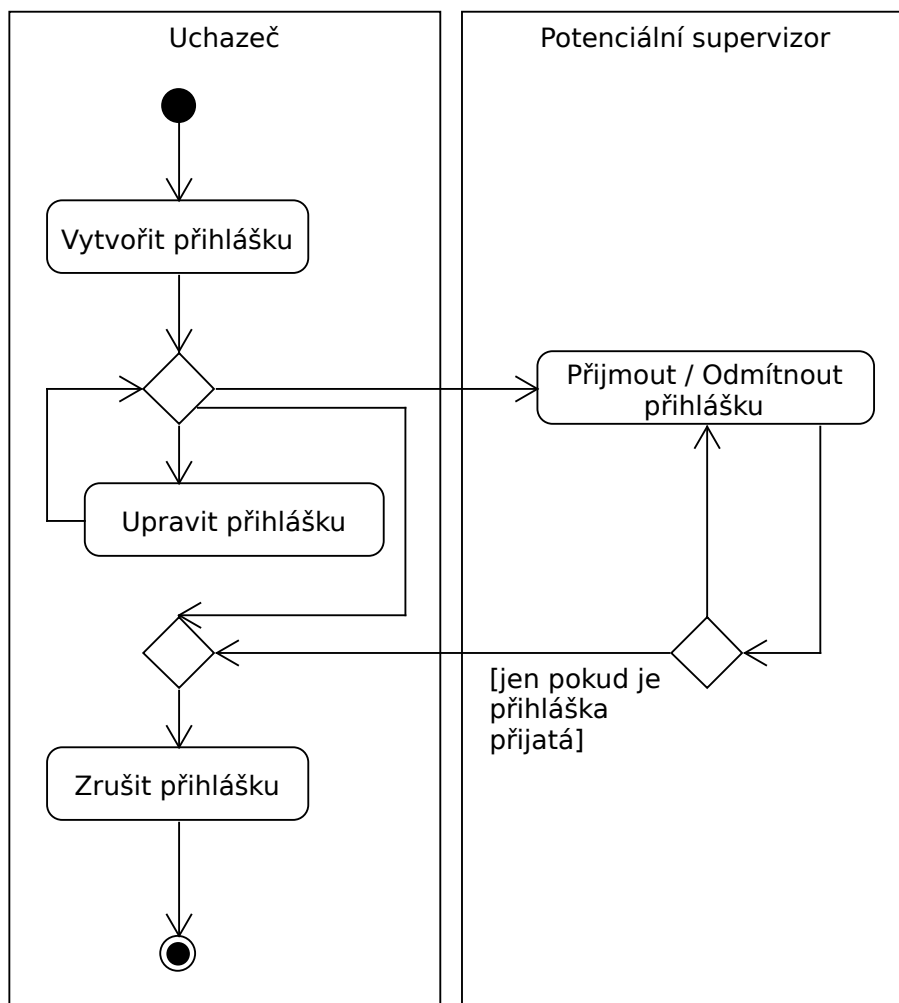 Uchazeč
Potenciální supervizor
Vytvořit přihlášku
Přijmout / Odmítnout
přihlášku
Upravit přihlášku
[jen pokud je
přihláška
přijatá]
Zrušit přihlášku